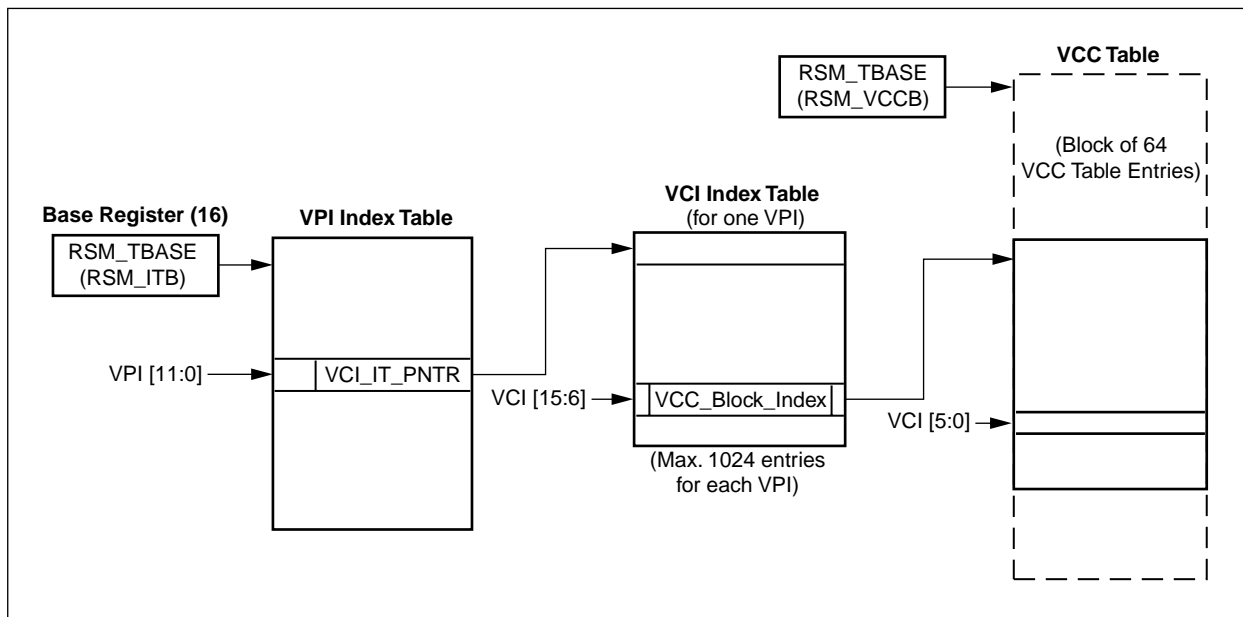 VCC Table
RSM_TBASE
(RSM_VCCB)
(Block of 64
VCC Table Entries)
VCI Index Table
(for one VPI)
Base Register (16)
VPI Index Table
RSM_TBASE
(RSM_ITB)
VPI [11:0]
VCI_IT_PNTR
VCI [15:6]
VCC_Block_Index
VCI [5:0]
(Max. 1024 entries
for each VPI)